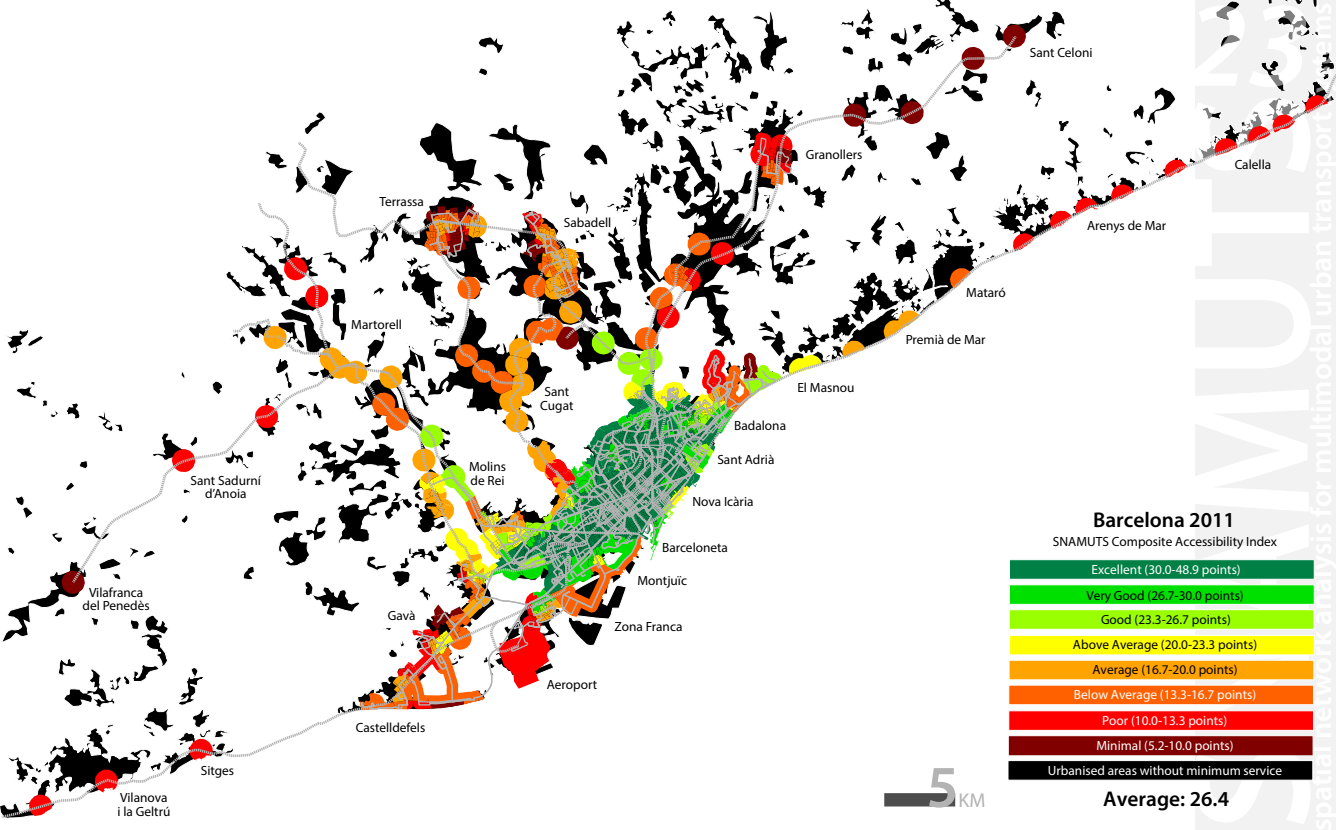 Sant Celoni
Granollers
Calella
Terrassa
Sabadell
Arenys de Mar
Mataró
Martorell
Premià de Mar
El Masnou
Sant
Cugat
Badalona
Sant Adrià
Molins
de Rei
Sant Sadurní
d'Anoia
Nova Icària
Barceloneta
Montjuïc
Vilafranca
del Penedès
Gavà
Zona Franca
Aeroport
Castelldefels
Sitges
Vilanova
i la Geltrú
Barcelona 2011
SNAMUTS Composite Accessibility Index
Excellent (30.0-48.9 points)
Very Good (26.7-30.0 points)
Good (23.3-26.7 points)
Above Average (20.0-23.3 points)
Average (16.7-20.0 points)
Below Average (13.3-16.7 points)
Poor (10.0-13.3 points)
Minimal (5.2-10.0 points)
Urbanised areas without minimum service
Average: 26.4
5 KM
SNAMUTS 23
spatial network analysis for multimodal urban transport systems